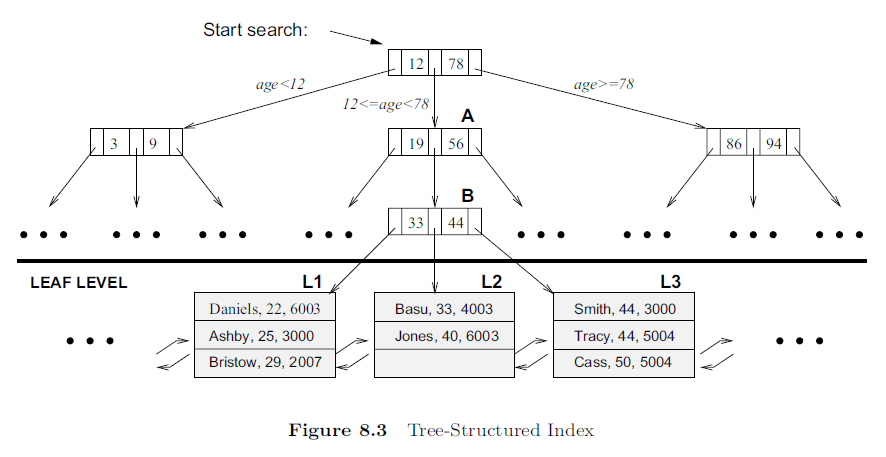 Start search:
12 78
age<12
12<=age<78
age>=78
A
3 9
19 56
86 94
B
33 44
LEAF LEVEL
L1
L2
L3
Daniels, 22, 6003
Basu, 33, 4003
Smith, 44, 3000
Ashby, 25, 3000
Jones, 40, 6003
Tracy, 44, 5004
Bristow, 29, 2007
Cass, 50, 5004
Figure 8.3 Tree-Structured Index